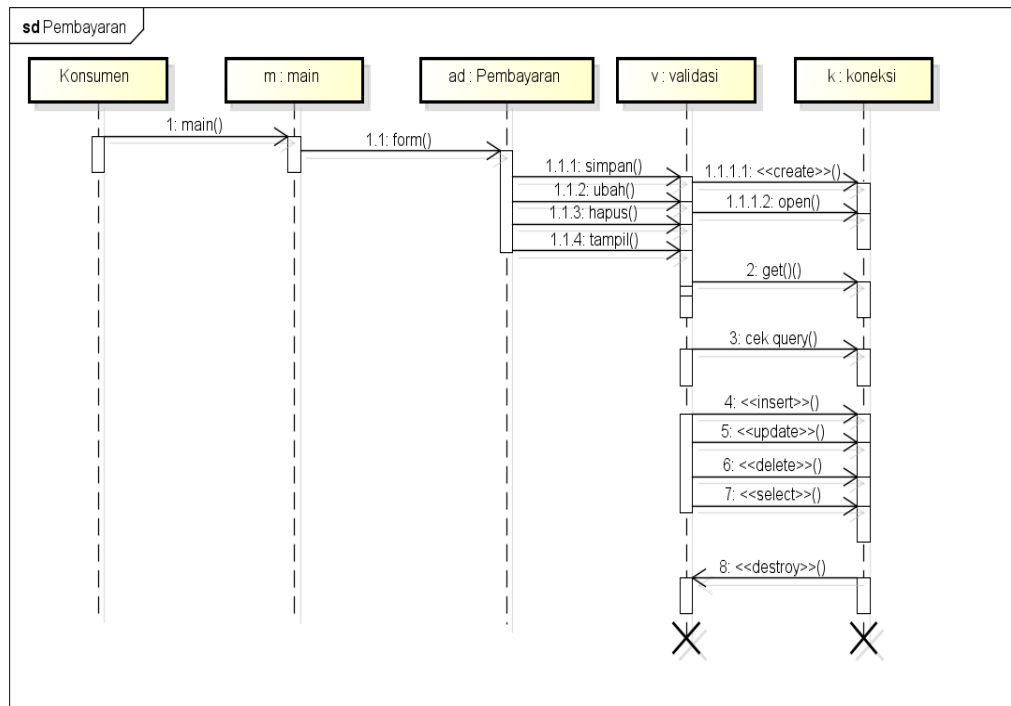 sd Pembayaran
Konsumen
m : main
ad : Pembayaran
v : validasi
k : koneksi
1: main()
1.1: form()
1.1.1: simpan()
1.1.1.1: <<create>>()
1.1.2: ubah()
1.1.1.2: open()
1.1.3: hapus()
1.1.4: tampil()
2: get()()
3: cek query()
4: <<insert>>()
5: <<update>>()
6: <<delete>>()
7: <<select>>()
8: <<destroy>>()